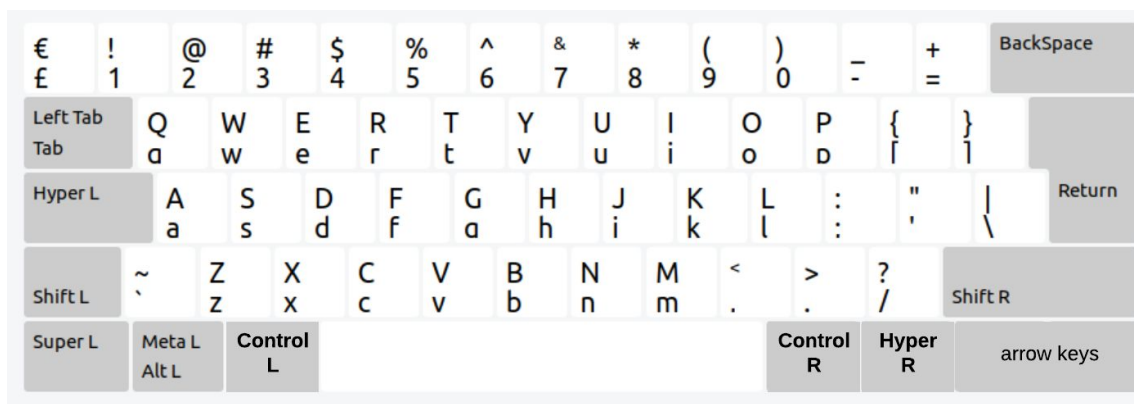 € ! @ # $ % ^ & * ( ) _ + BackSpace
£ 1 2 3 4 5 6 7 8 9 0 - =
Left Tab Q W E R T Y U I O P { }
Tab q w e r t y u i o p [ ]
Hyper L A S D F G H J K L : " | Return
a s d f g h j k l ; ' \
~ Z X C V B N M < > ?
Shift L ` z x c v b n m , . / Shift R
Super L Meta L Control Control Hyper arrow keys
Alt L L R R